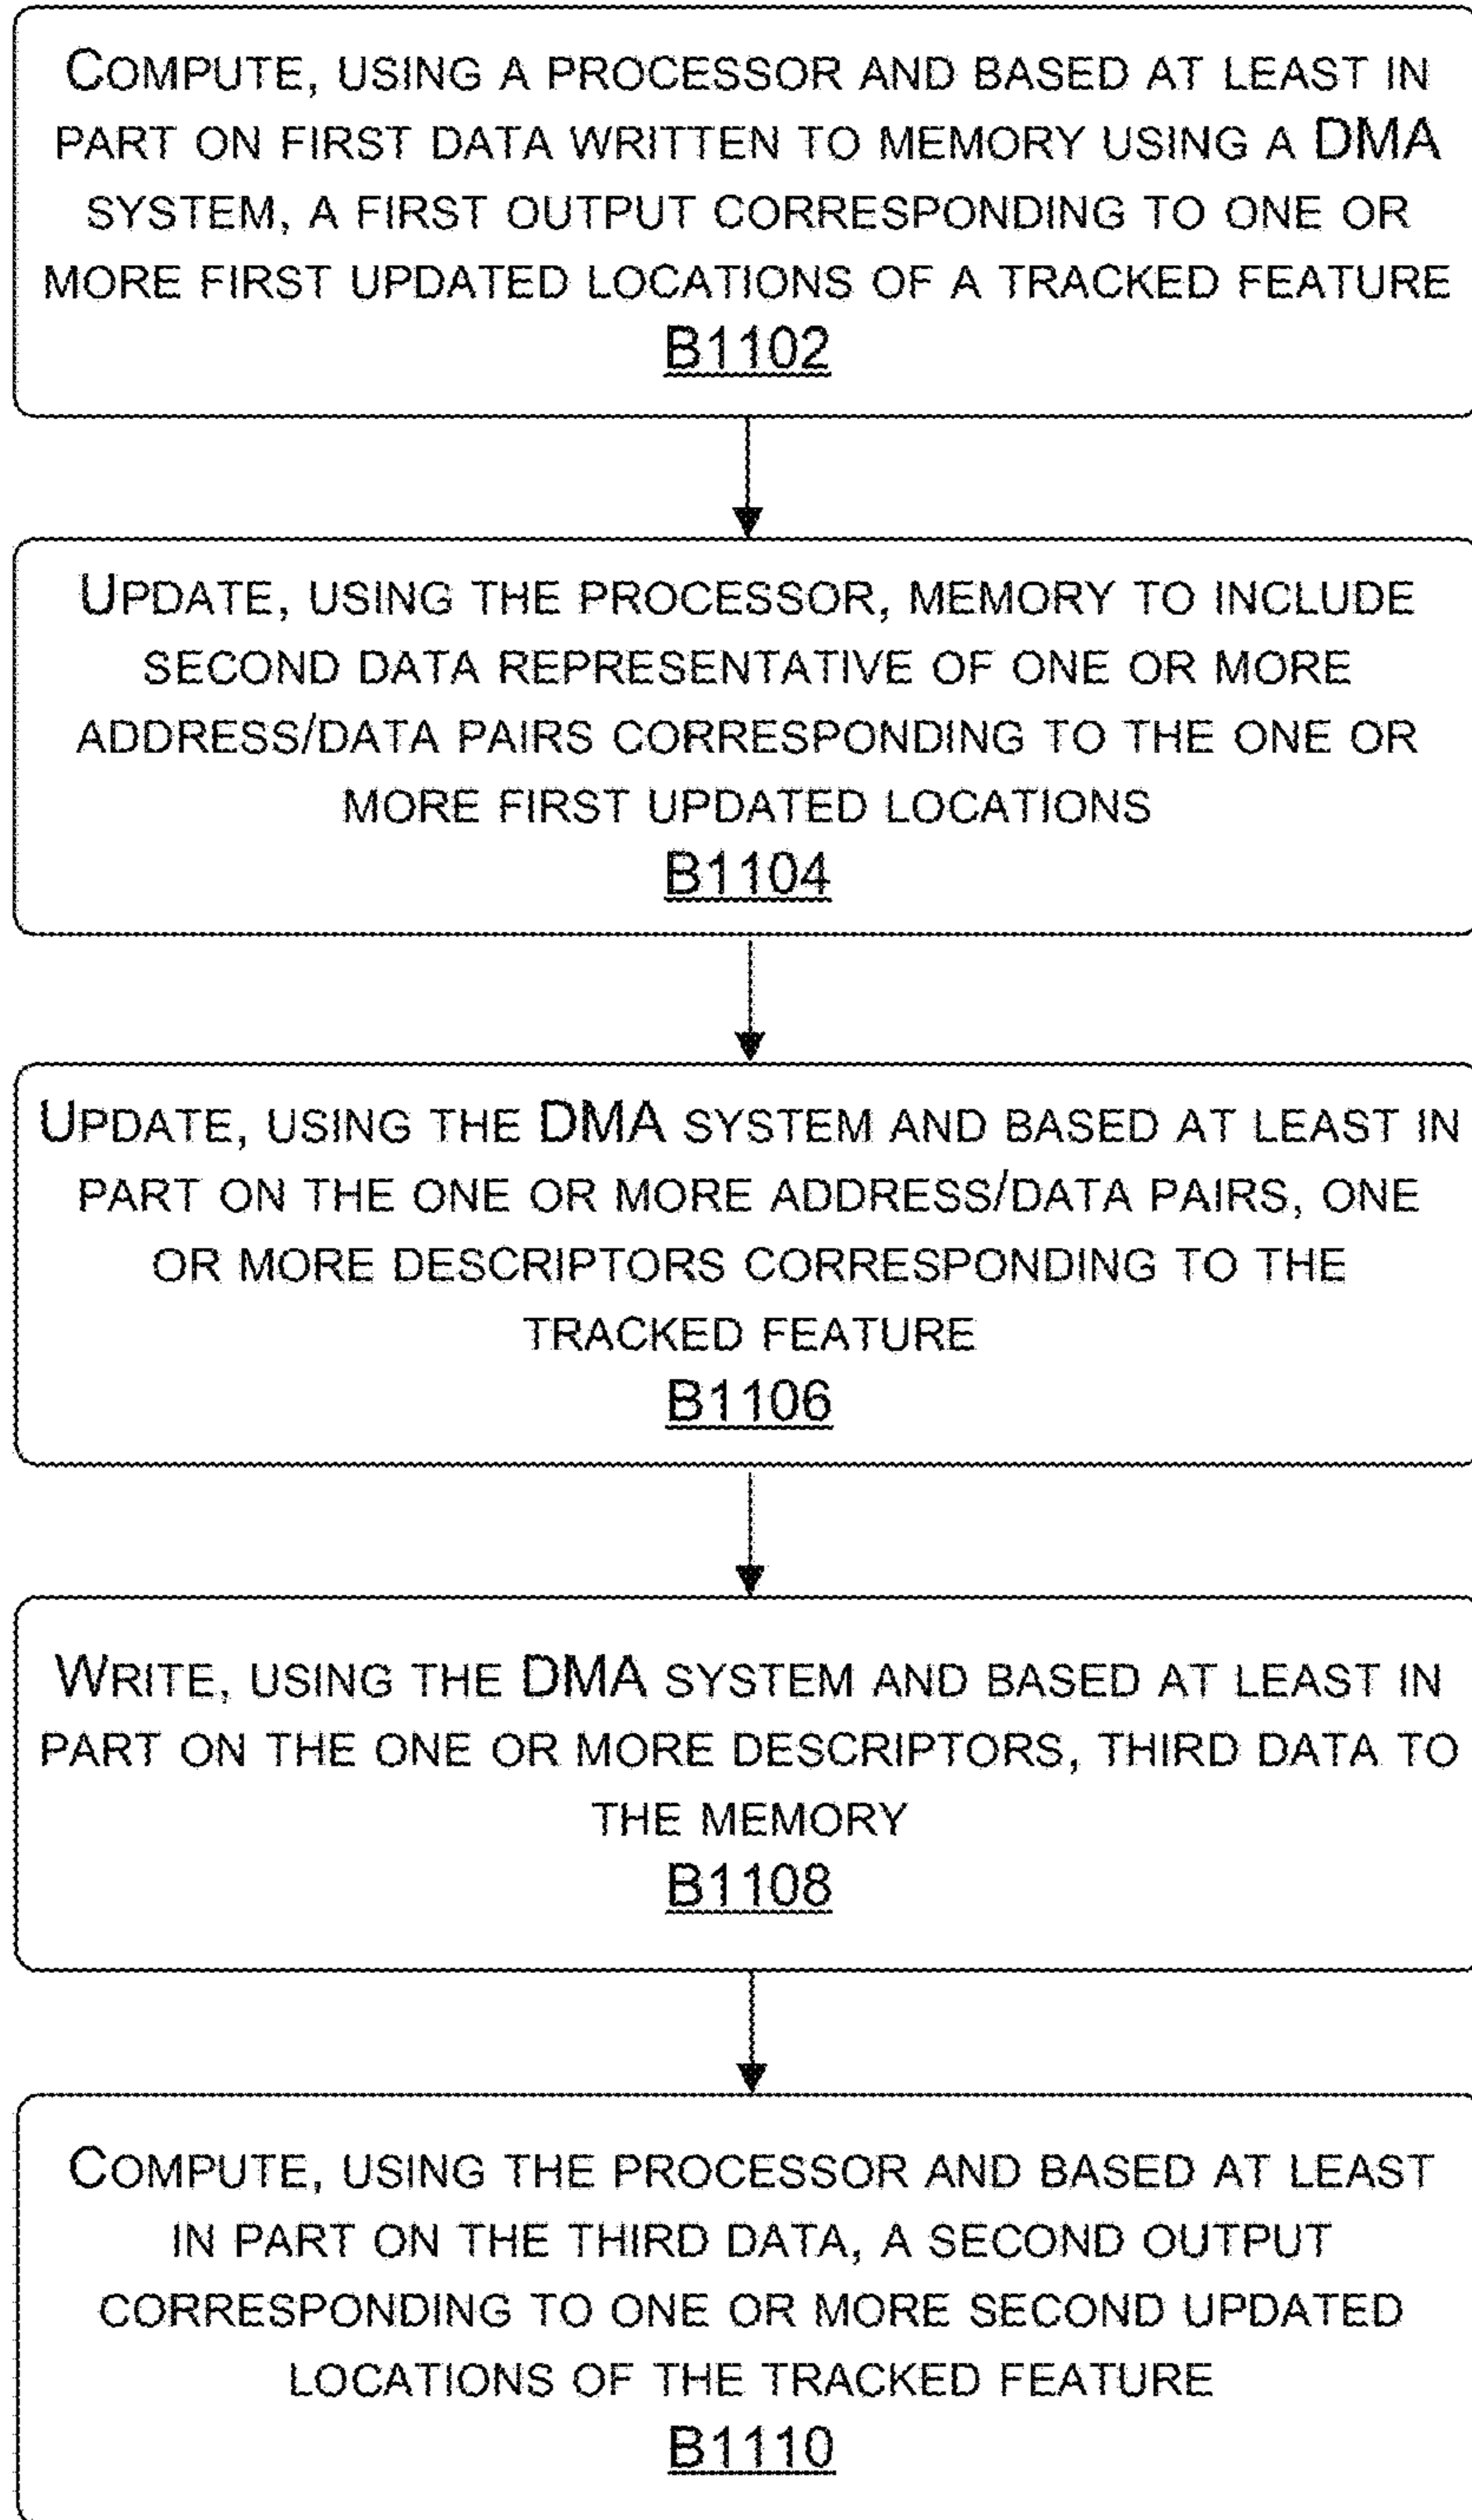 COMPUTE, USING A PROCESSOR AND BASED AT LEAST IN
PART ON FIRST DATA WRITTEN TO MEMORY USING A DMA
SYSTEM, A FIRST OUTPUT CORRESPONDING TO ONE OR
MORE FIRST UPDATED LOCATIONS OF A TRACKED FEATURE
B1102
UPDATE, USING THE PROCESSOR, MEMORY TO INCLUDE
SECOND DATA REPRESENTATIVE OF ONE OR MORE
ADDRESS/DATA PAIRS CORRESPONDING TO THE ONE OR
MORE FIRST UPDATED LOCATIONS
B1104
UPDATE, USING THE DMA SYSTEM AND BASED AT LEAST IN
PART ON THE ONE OR MORE ADDRESS/DATA PAIRS, ONE
OR MORE DESCRIPTORS CORRESPONDING TO THE
TRACKED FEATURE
B1106
WRITE, USING THE DMA SYSTEM AND BASED AT LEAST IN
PART ON THE ONE OR MORE DESCRIPTORS, THIRD DATA TO
THE MEMORY
B1108
COMPUTE, USING THE PROCESSOR AND BASED AT LEAST
IN PART ON THE THIRD DATA, A SECOND OUTPUT
CORRESPONDING TO ONE OR MORE SECOND UPDATED
LOCATIONS OF THE TRACKED FEATURE
B1110